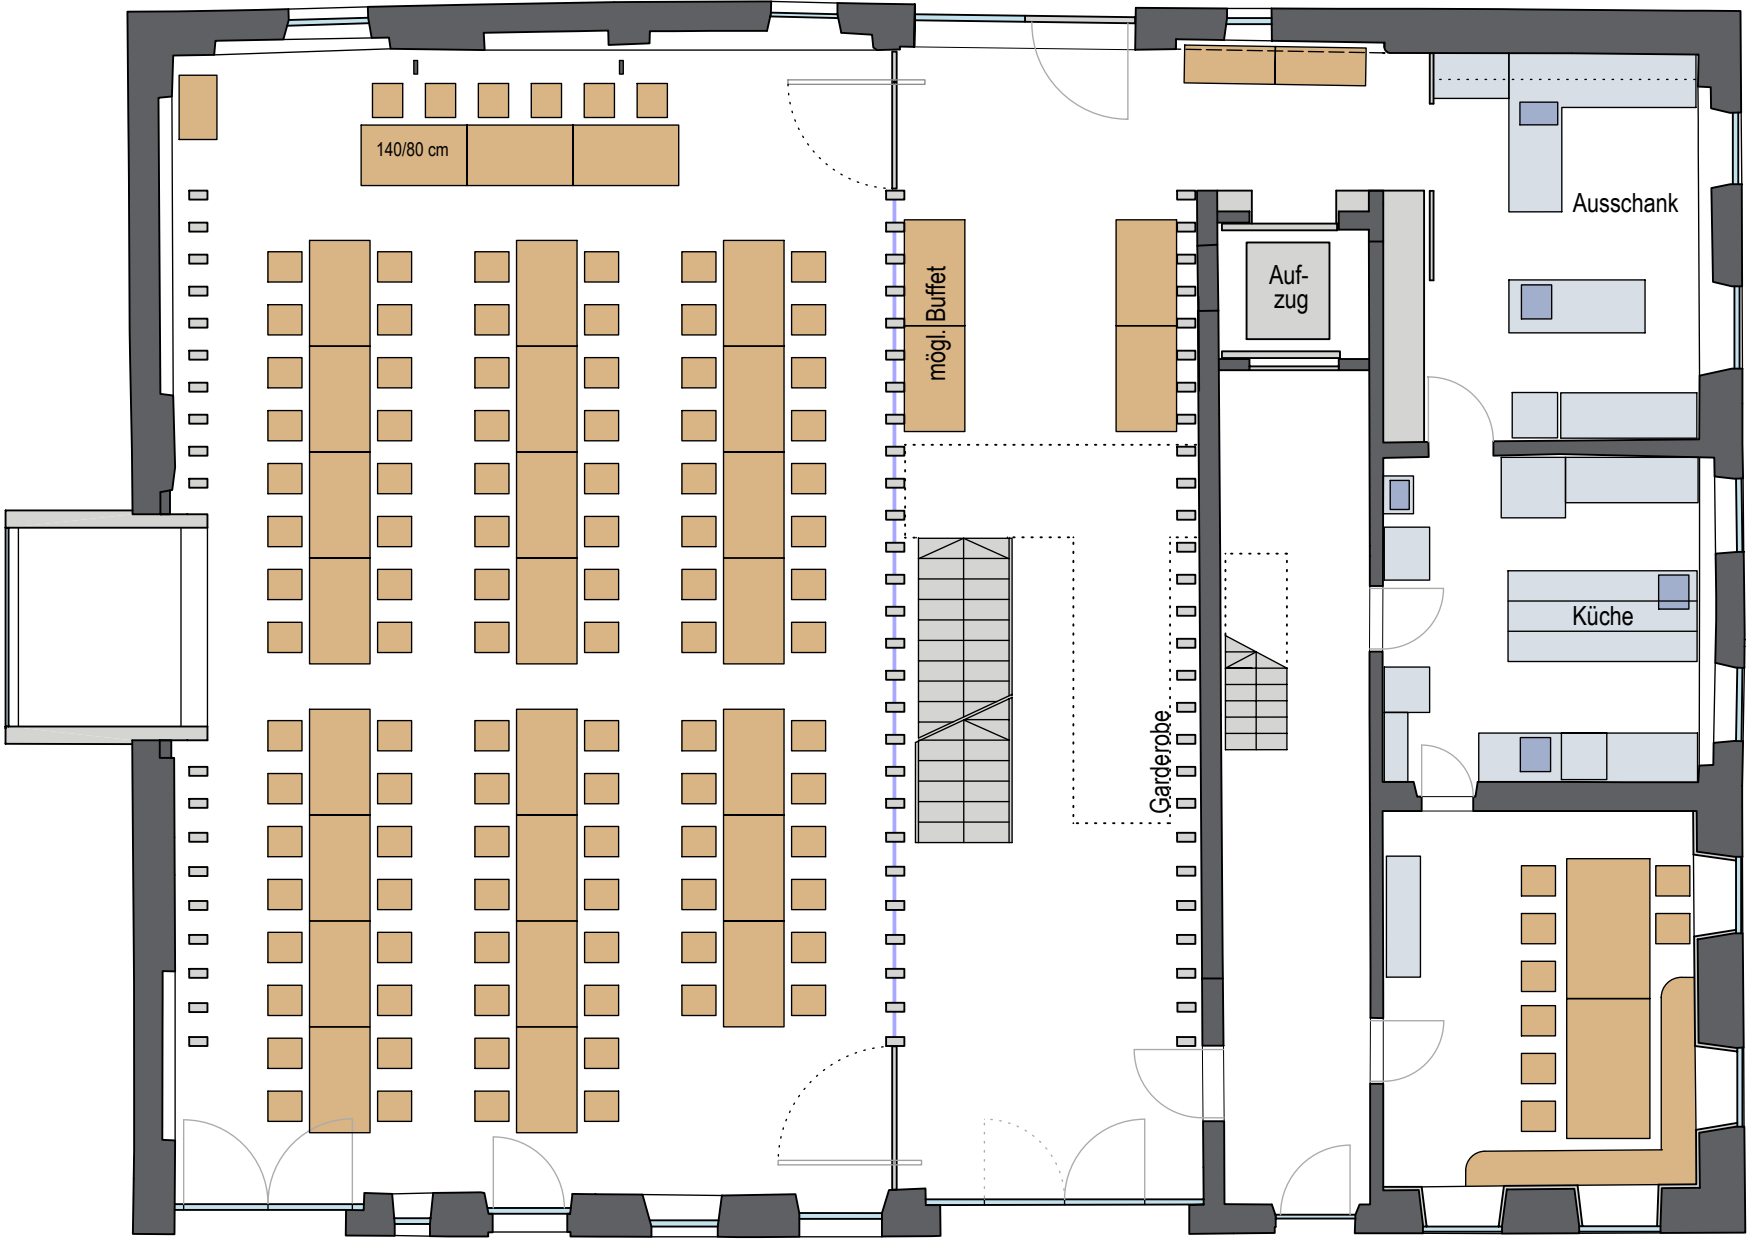 140/80 cm
Ausschank
mögl. Buffet
Auf-
zug
Küche
Garderobe